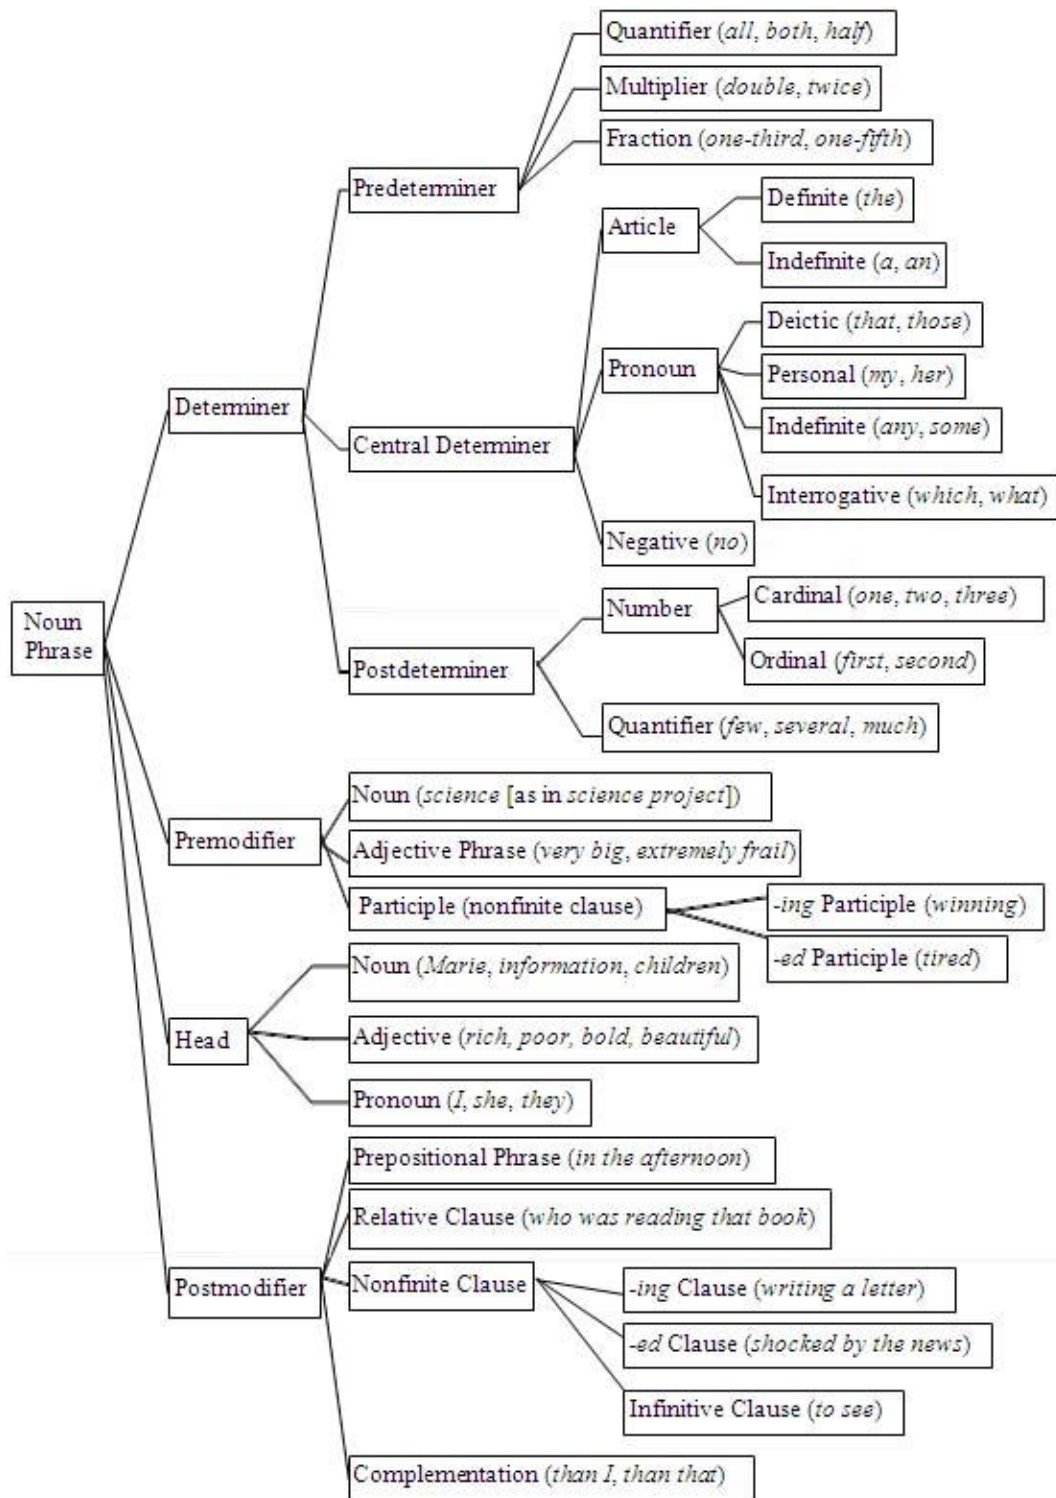 Quantifier (all, both, half)
Multiplier (double, twice)
Fraction (one-third, one-fifth)
Predeterminer
Definite (the)
Article
Indefinite (a, an)
Deictic (that, those)
Pronoun
Personal (my, her)
Determiner
Indefinite (any, some)
Central Determiner
Interrogative (which, what)
Negative (no)
Cardinal (one, two, three)
Number
Noun
Phrase
Ordinal (first, second)
Postdeterminer
Quantifier (few, several, much)
Noun (science [as in science project])
Premodifier
Adjective Phrase (very big, extremely frail)
Participle (nonfinite clause)
-ing Participle (winning)
-ed Participle (tired)
Noun (Marie, information, children)
Head
Adjective (rich, poor, bold, beautiful)
Pronoun (I, she, they)
Prepositional Phrase (in the afternoon)
Relative Clause (who was reading that book)
Postmodifier
Nonfinite Clause
-ing Clause (writing a letter)
-ed Clause (shocked by the news)
Infinitive Clause (to see)
Complementation (than I, than that)